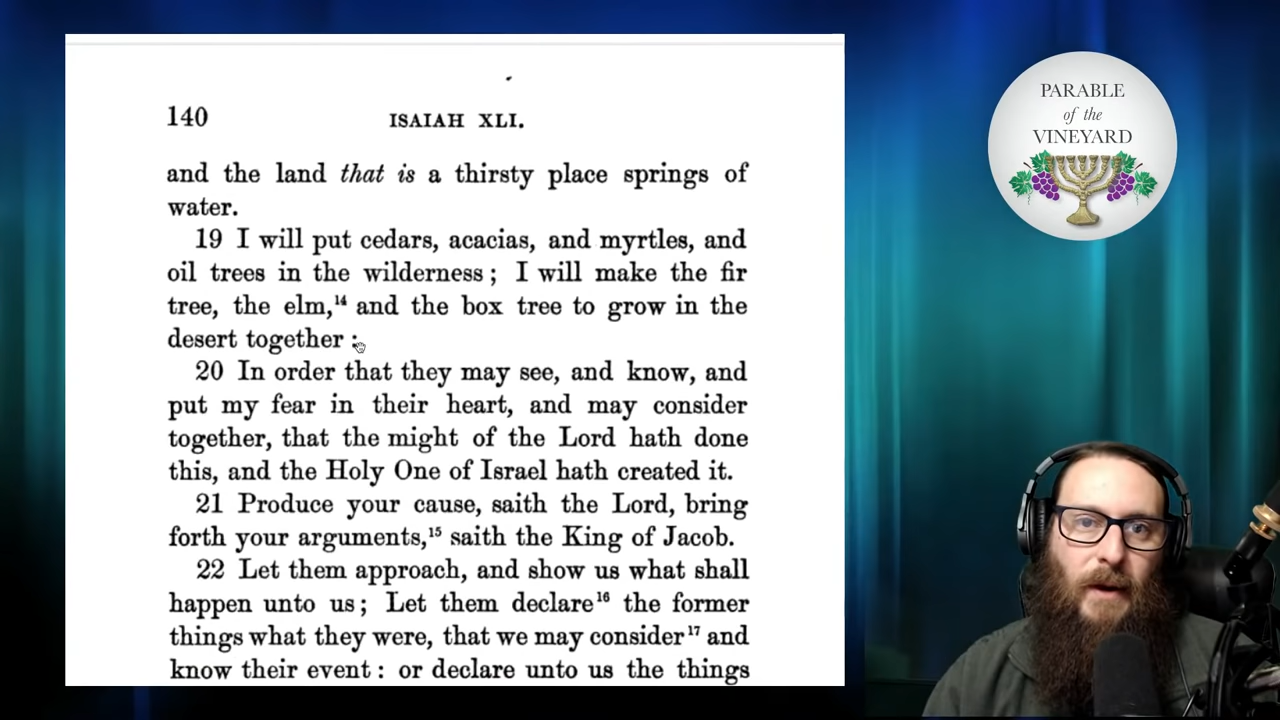 140 ISAIAH XLI.
and the land that is a thirsty place springs of
water.
19 I will put cedars, acacias, and myrtles, and
oil trees in the wilderness ; I will make the fir
tree, the elm,¹⁴ and the box tree to grow in the
desert together :
20 In order that they may see, and know, and
put my fear in their heart, and may consider
together, that the might of the Lord hath done
this, and the Holy One of Israel hath created it.
21 Produce your cause, saith the Lord, bring
forth your arguments,¹⁵ saith the King of Jacob.
22 Let them approach, and show us what shall
happen unto us ; Let them declare¹⁶ the former
things what they were, that we may consider¹⁷ and
know their event : or declare unto us the things
PARABLE
of the
VINEYARD